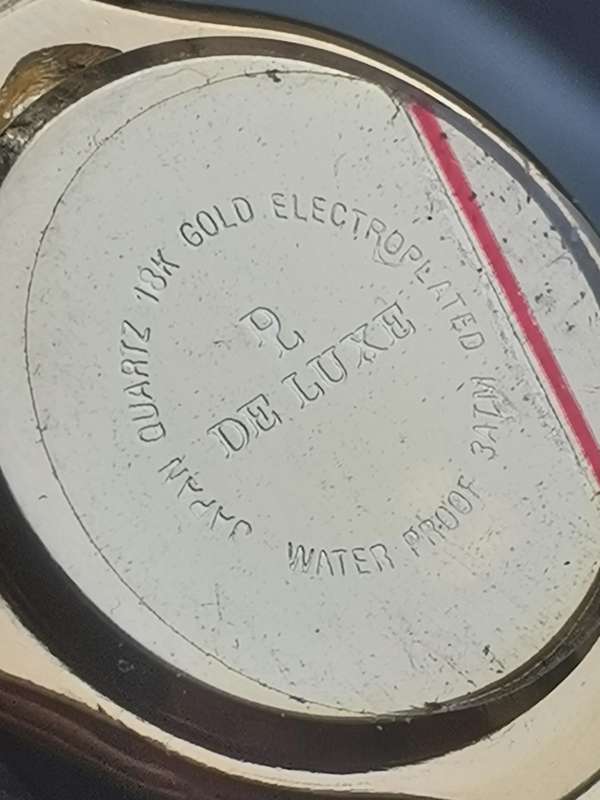 JAPAN QUARTZ 18K GOLD ELECTROPLATED
DE LUXE
WATER PROOF 3ATM